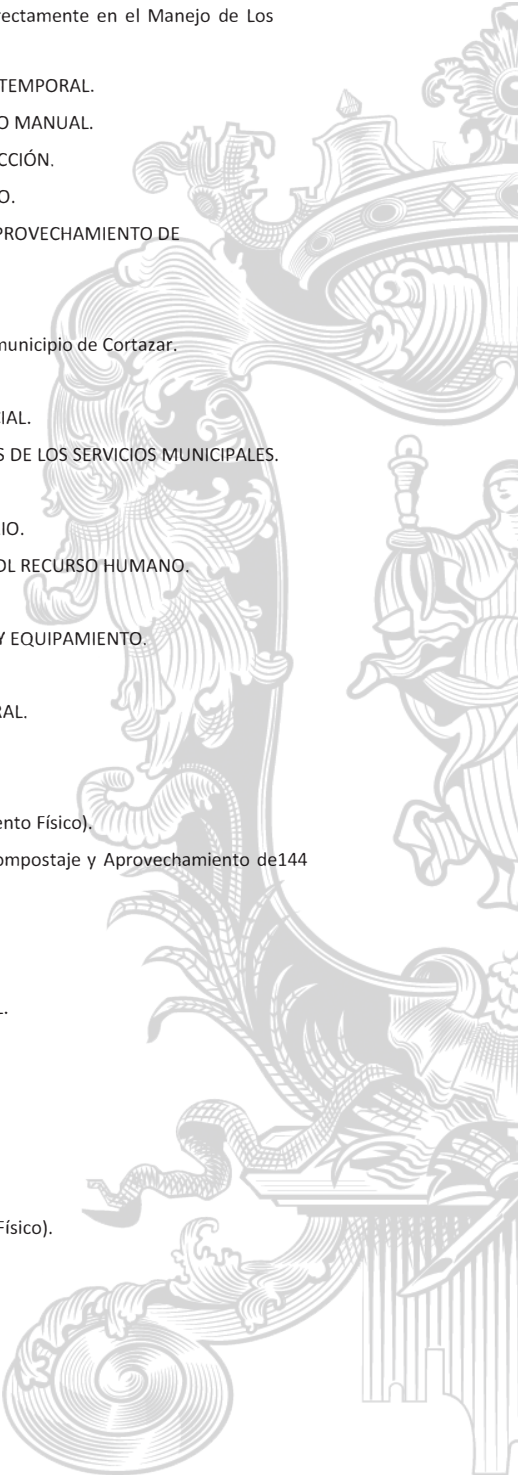 rectamente en el Manejo de Los
TEMPORAL.
O MANUAL.
CCIÓN.
O.
PROVECHAMIENTO DE
municipio de Cortazar.
CIAL.
S DE LOS SERVICIOS MUNICIPALES.
IO.
OL RECURSO HUMANO.
Y EQUIPAMIENTO.
RAL.
ento Físico).
ompostaje y Aprovechamiento de144
L.
Físico).